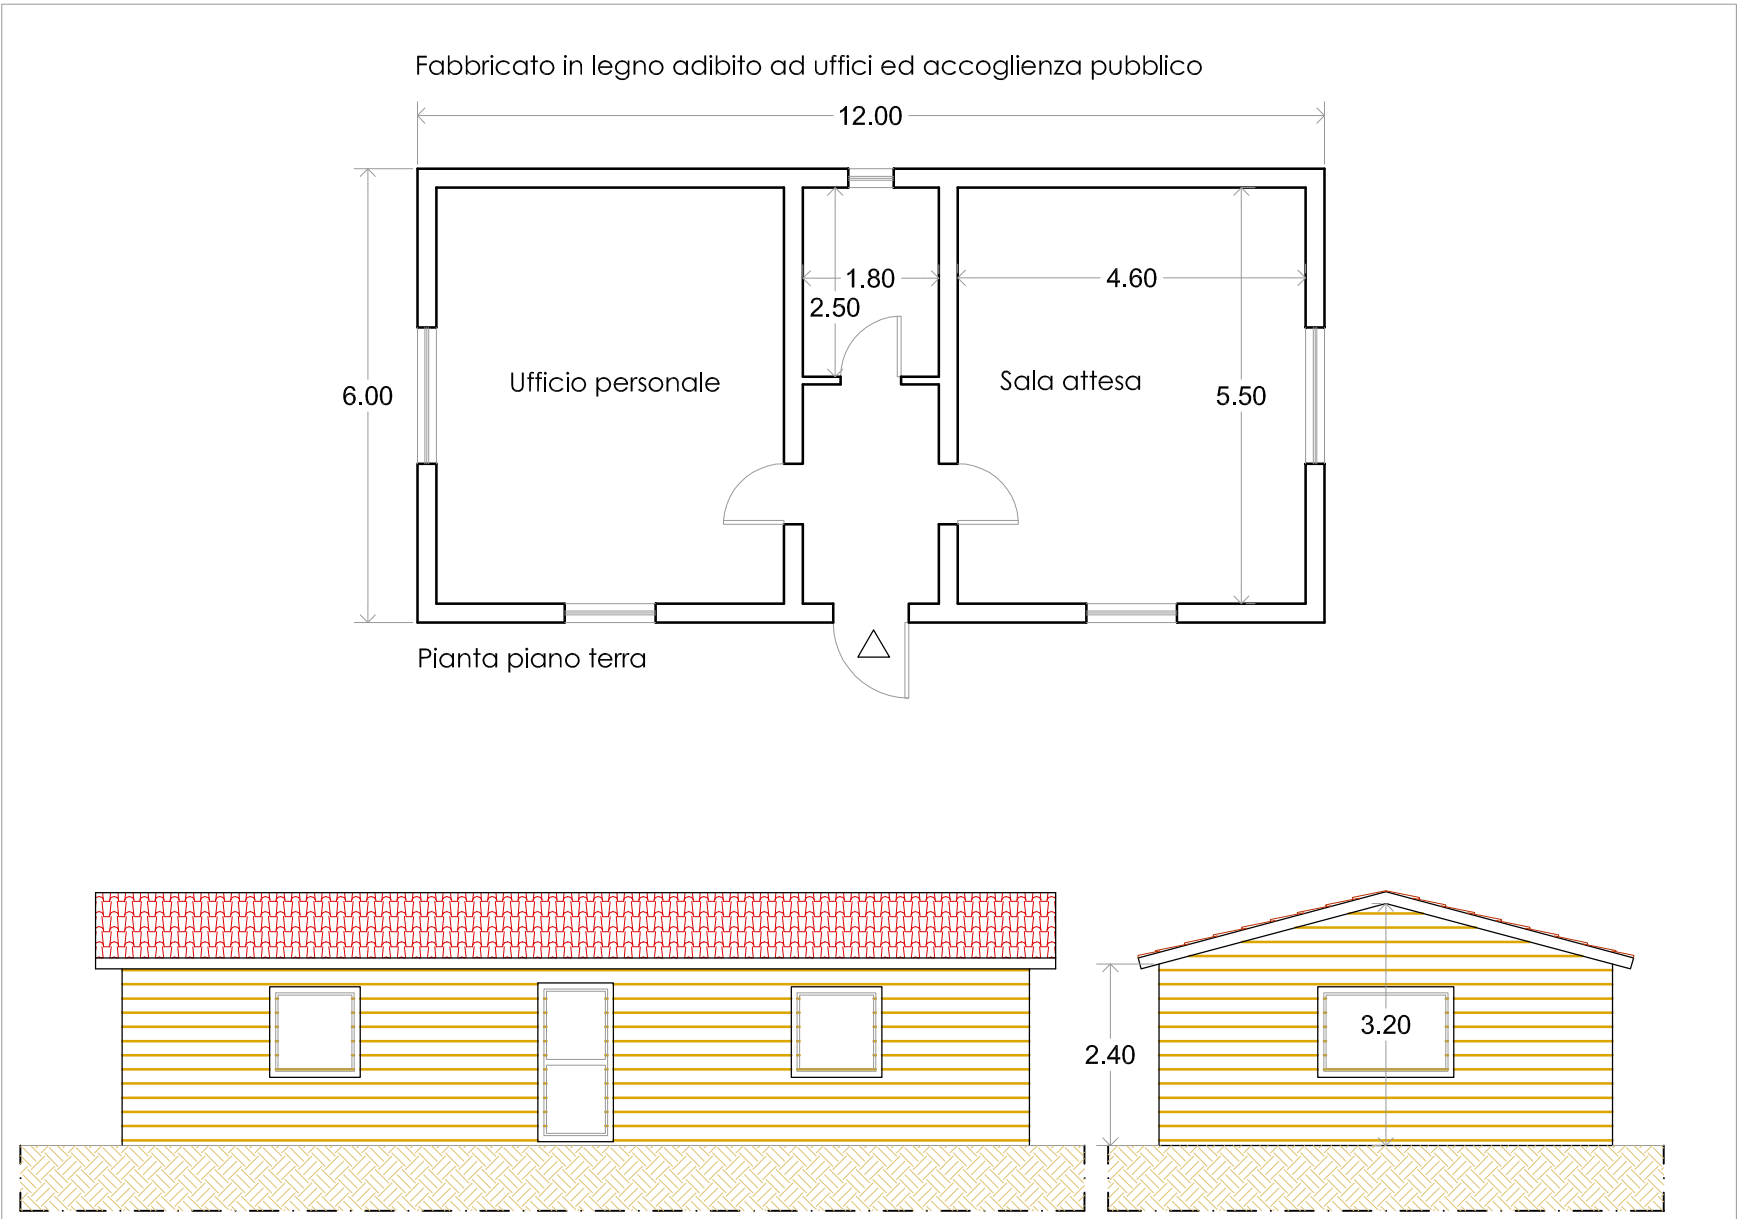 Fabbricato in legno adibito ad uffici ed accoglienza pubblico
12.00
1.80
4.60
2.50
Ufficio personale
Sala attesa
6.00
5.50
Pianta piano terra
3.20
2.40